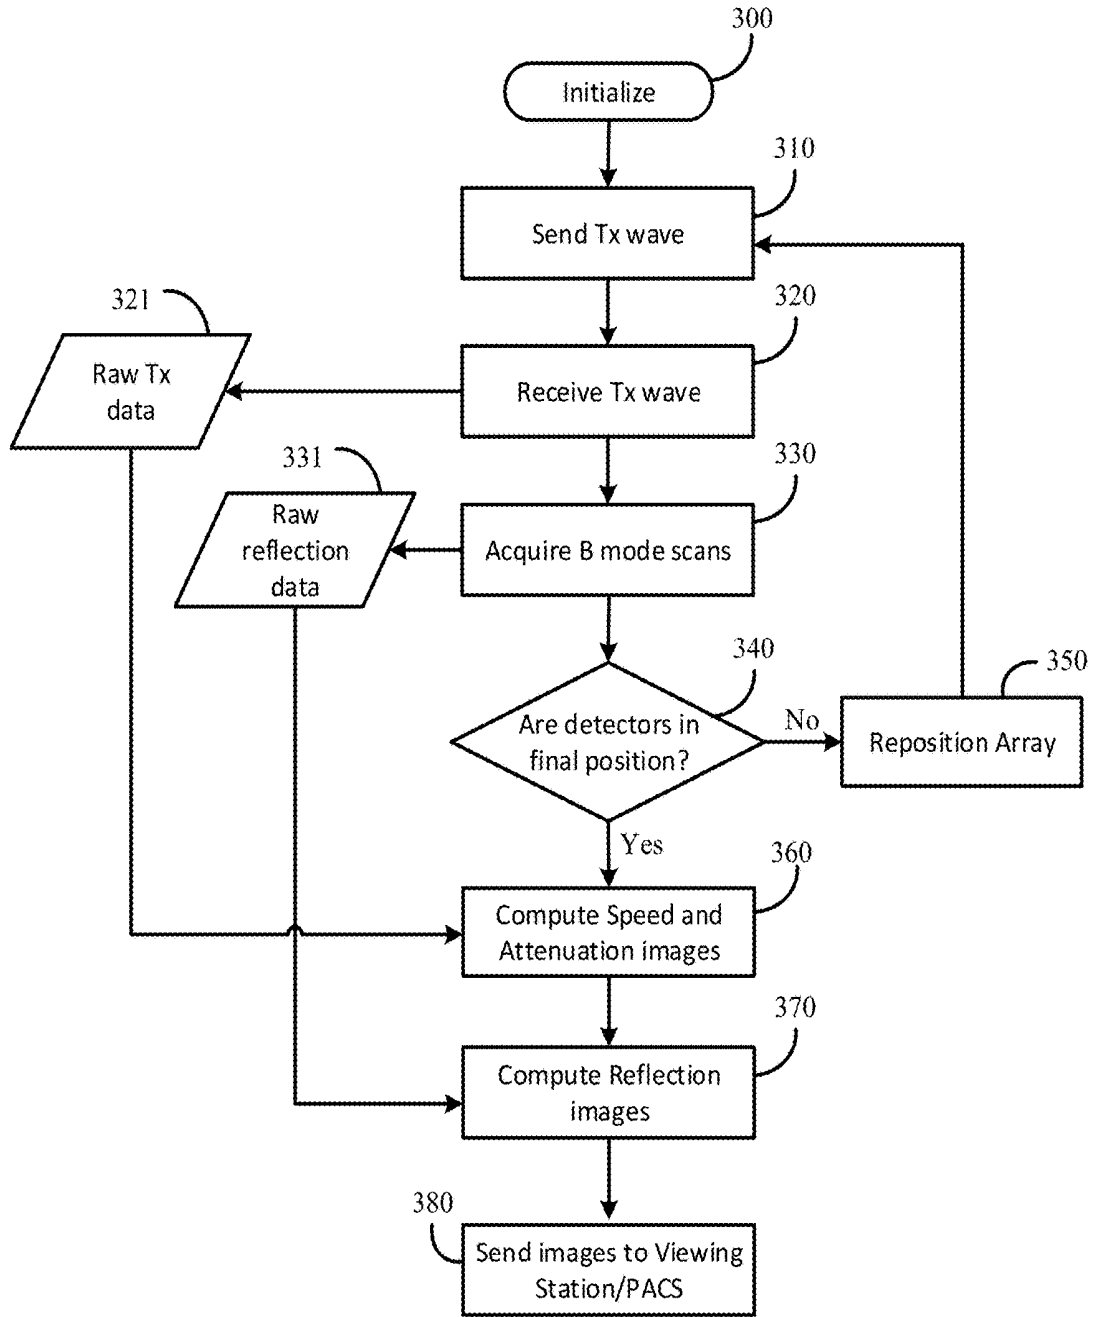 300
Initialize
310
Send Tx wave
321
320
Raw Tx
data
Receive Tx wave
331
330
Raw
reflection
data
Acquire B mode scans
340
350
Are detectors in
final position?
No
Reposition Array
Yes
360
Compute Speed and
Attenuation images
370
Compute Reflection
images
380
Send images to Viewing
Station/PACS